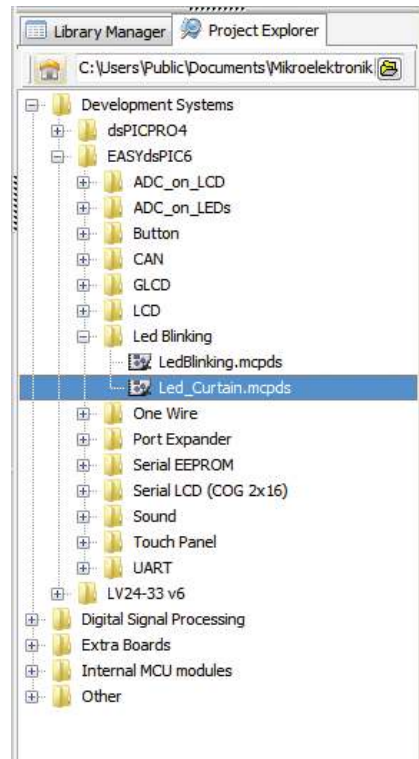 Library Manager Project Explorer
C:\Users\Public\Documents\Mikroelektronik
Development Systems
dsPICPRO4
EASYdsPIC6
ADC_on_LCD
ADC_on_LEDs
Button
CAN
GLCD
LCD
Led Blinking
LedBlinking.mcpds
Led_Curtain.mcpds
One Wire
Port Expander
Serial EEPROM
Serial LCD (COG 2x16)
Sound
Touch Panel
UART
LV24-33 v6
Digital Signal Processing
Extra Boards
Internal MCU modules
Other